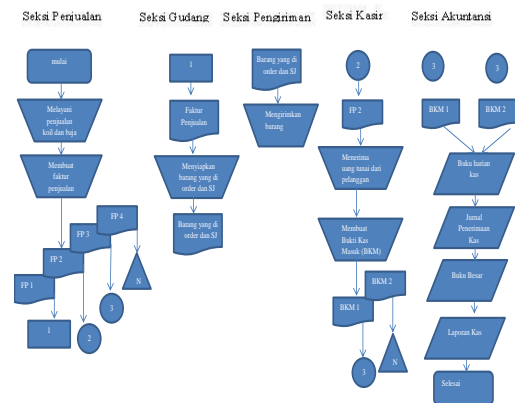 Seksi Penjualan
mulai
Melayani
penjualan
koil dan baja
Membuat
faktur
penjualan
FP 4
FP 3
FP 2
FP 1
1
2
3
N
Seksi Gudang
1
Faktur
Penjualan
Menyiapkan
barang yang di
order dan SJ
Barang yang di
order dan SJ
Seksi Pengiriman
Barang yang di
order dan SJ
Mengirimkan
barang
Seksi Kasir
2
FP 2
Menerima
uang tunai dari
pelanggan
Membuat
Bukti Kas
Masuk (BKM)
BKM 2
BKM 1
3
N
Seksi Akuntansi
3
3
BKM 1
BKM 2
Buku harian
kas
Jurnal
Penerimaan
Kas
Buku Besar
Laporan Kas
Selesai